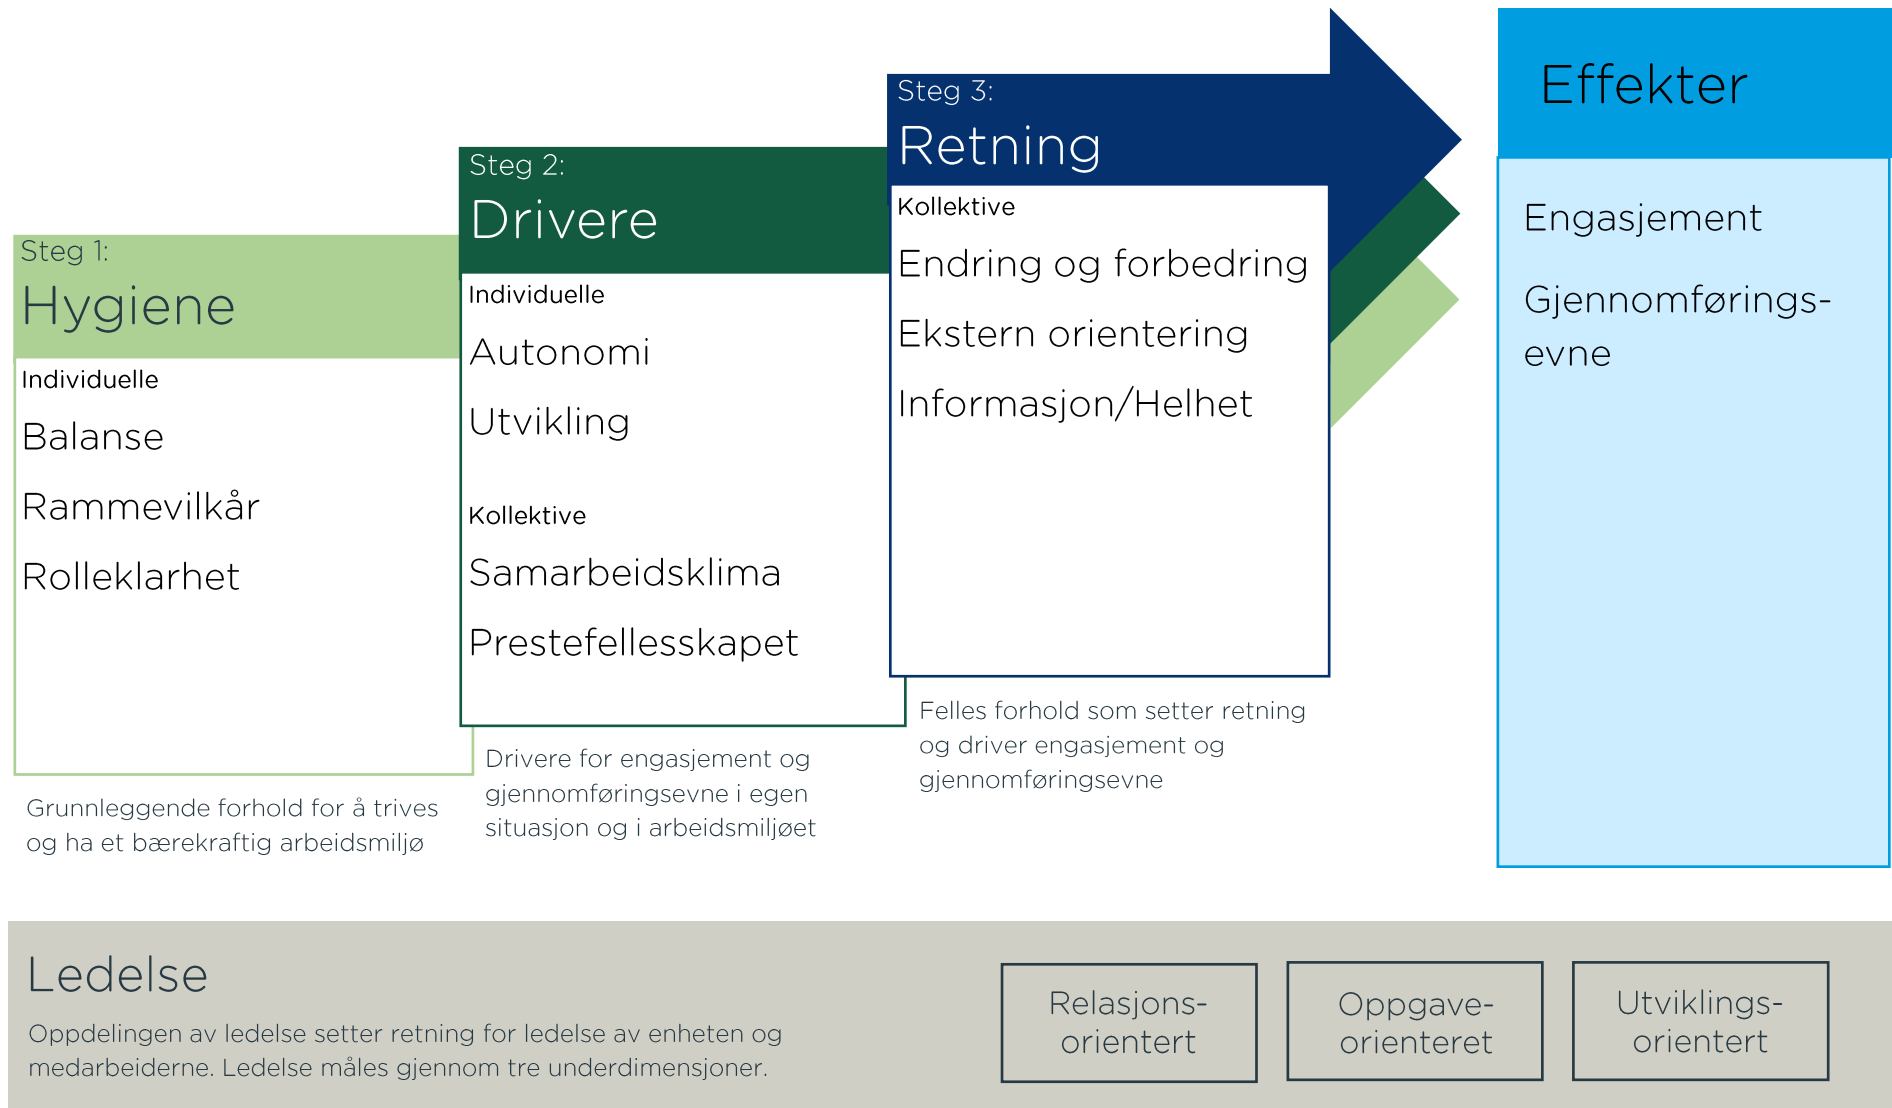 Steg 1:
Hygiene
Individuelle
Balanse
Rammevilkår
Rolleklarhet
Grunnleggende forhold for å trives
og ha et bærekraftig arbeidsmiljø
Steg 2:
Drivere
Individuelle
Autonomi
Utvikling
Kollektive
Samarbeidsklima
Prestefellesskapet
Drivere for engasjement og
gjennomføringsevne i egen
situasjon og i arbeidsmiljøet
Steg 3:
Retning
Kollektive
Endring og forbedring
Ekstern orientering
Informasjon/Helhet
Felles forhold som setter retning
og driver engasjement og
gjennomføringsevne
Effekter
Engasjement
Gjennomførings-
evne
Ledelse
Oppdelingen av ledelse setter retning for ledelse av enheten og
medarbeiderne. Ledelse måles gjennom tre underdimensjoner.
Relasjons-
orientert
Oppgave-
orienteret
Utviklings-
orientert